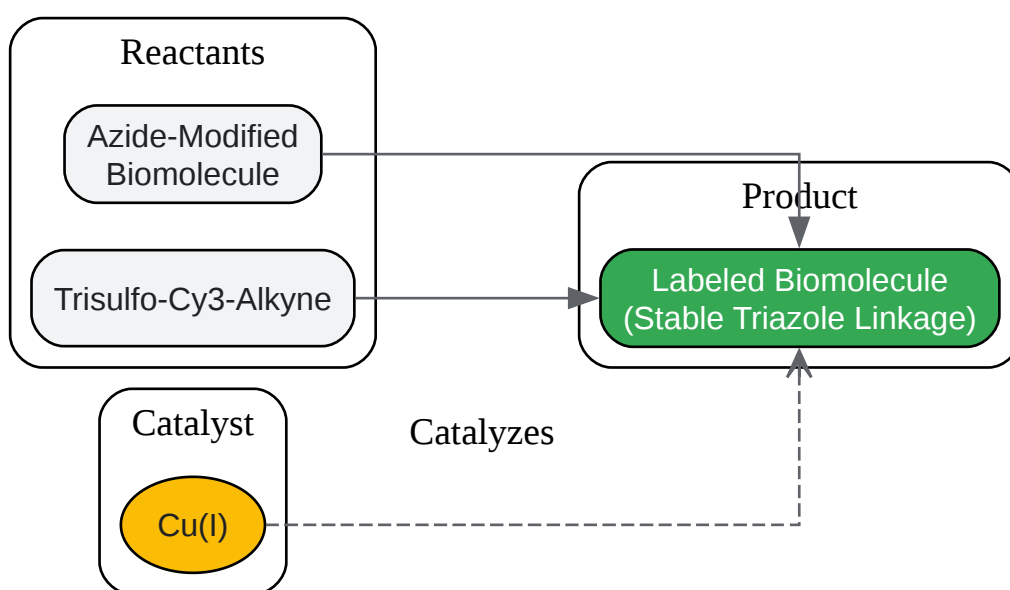 Reactants
Azide-Modified
Biomolecule
Trisulfo-Cy3-Alkyne
Product
Labeled Biomolecule
(Stable Triazole Linkage)
Catalyst
Catalyzes
Cu(I)